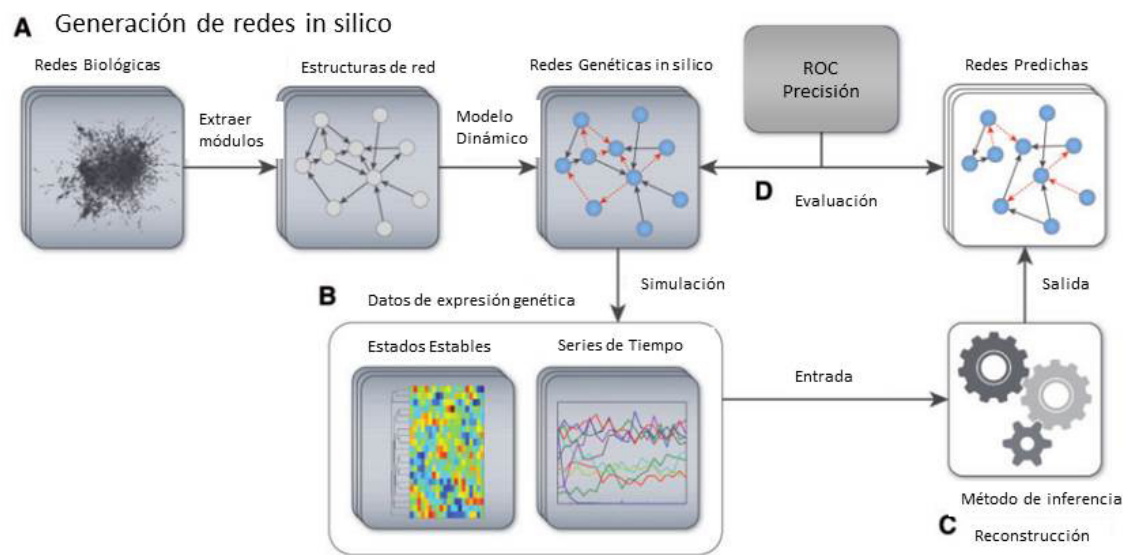 A Generación de redes in silico
Redes Biológicas
Estructuras de red
Redes Genéticas in silico
ROC
Precisión
Redes Predichas
Extraer
módulos
Modelo
Dinámico
D Evaluación
B Datos de expresión genética
Simulación
Salida
Estados Estables
Series de Tiempo
Entrada
Método de inferencia
C Reconstrucción